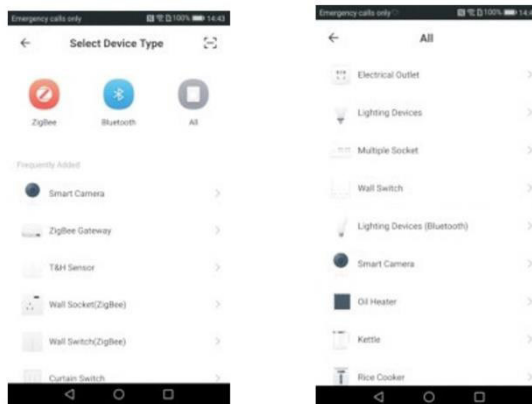 Emergency calls only 100% 14:43
Select Device Type
ZigBee Bluetooth All
Frequently Added
Smart Camera
ZigBee Gateway
T&H Sensor
Wall Socket(ZigBee)
Wall Switch(ZigBee)
Curtain Switch
Emergency calls only 100%
All
Electrical Outlet
Lighting Devices
Multiple Socket
Wall Switch
Lighting Devices (Bluetooth)
Smart Camera
Oil Heater
Kettle
Rice Cooker